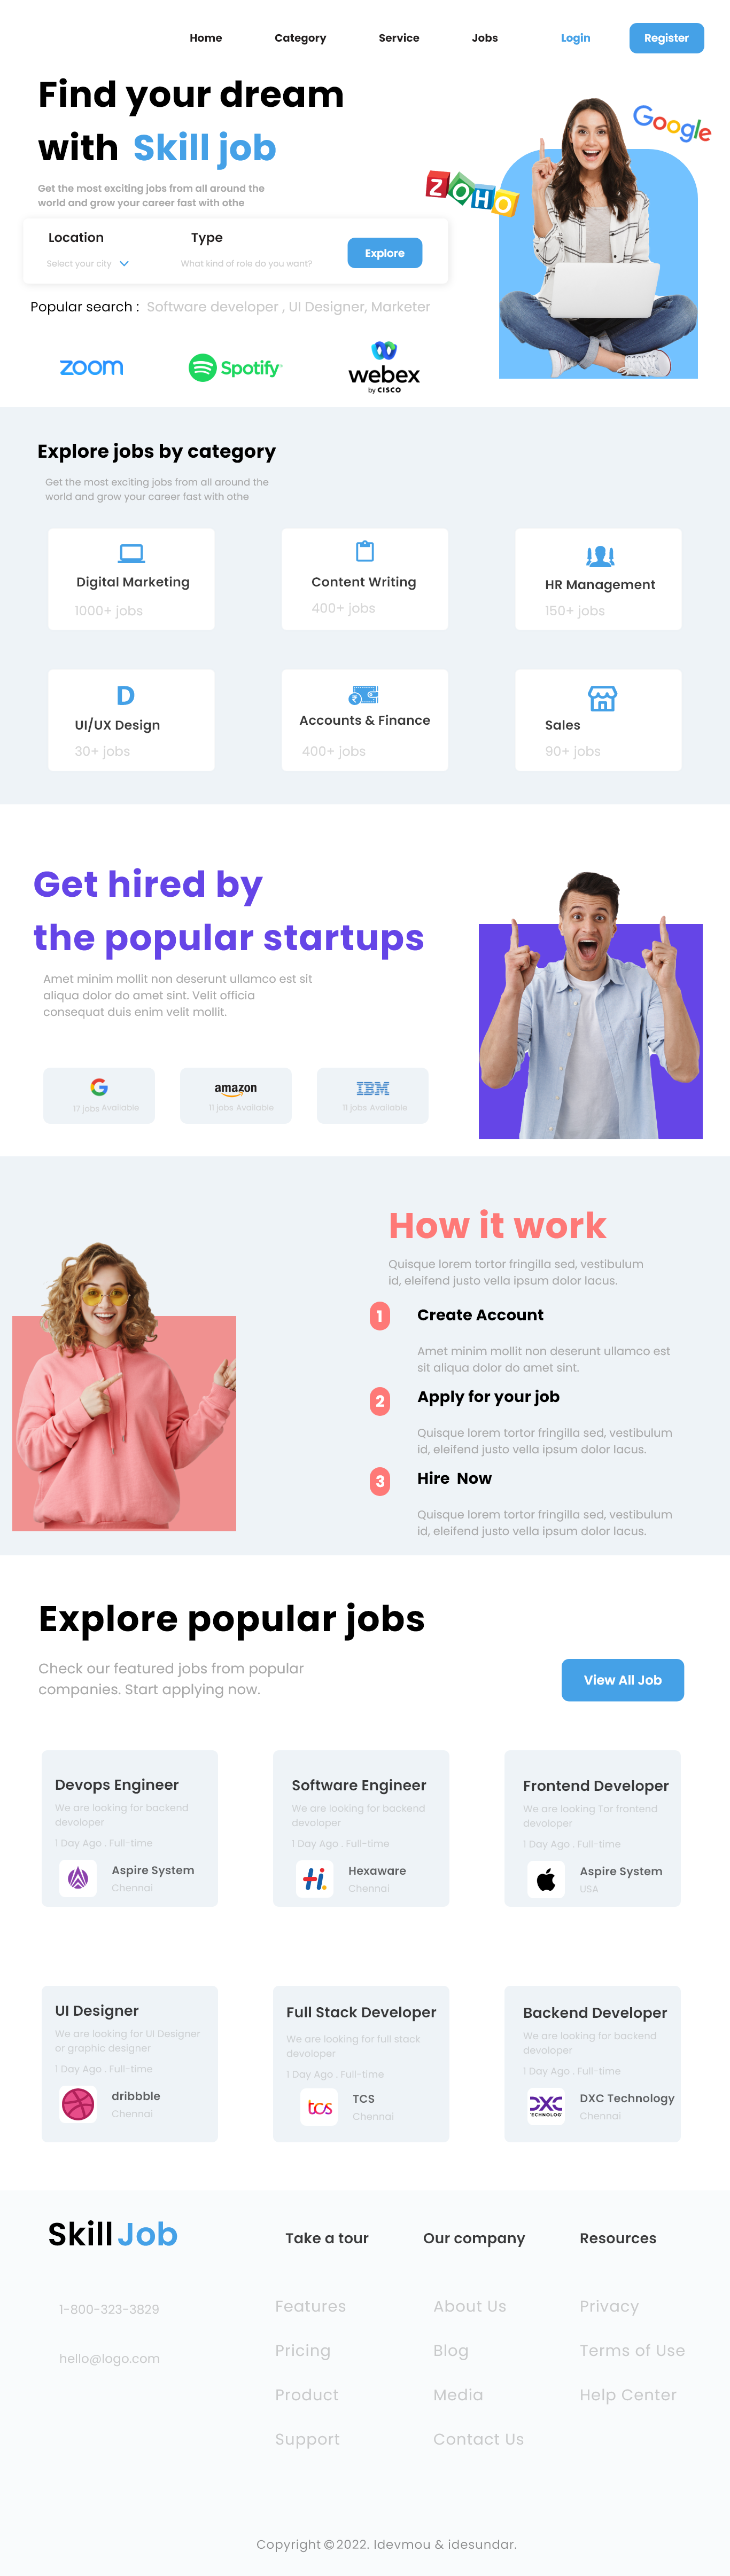 Home Category Service Jobs Login Register
Find your dream
with Skill job
Get the most exciting jobs from all around the
world and grow your career fast with othe
Google
ZOHO
Location Type
Select your city What kind of role do you want? Explore
Popular search : Software developer , UI Designer, Marketer
zoom Spotify webex
by CISCO
Explore jobs by category
Get the most exciting jobs from all around the
world and grow your career fast with othe
Digital Marketing Content Writing HR Management
1000+ jobs 400+ jobs 150+ jobs
D
UI/UX Design Accounts & Finance Sales
30+ jobs 400+ jobs 90+ jobs
Get hired by
the popular startups
Amet minim mollit non deserunt ullamco est sit
aliqua dolor do amet sint. Velit officia
consequat duis enim velit mollit.
G amazon IBM
17 jobs Available 11 jobs Available 11 jobs Available
How it work
Quisque lorem tortor fringilla sed, vestibulum
id, eleifend justo vella ipsum dolor lacus.
1 Create Account
Amet minim mollit non deserunt ullamco est
sit aliqua dolor do amet sint.
2 Apply for your job
Quisque lorem tortor fringilla sed, vestibulum
id, eleifend justo vella ipsum dolor lacus.
3 Hire Now
Quisque lorem tortor fringilla sed, vestibulum
id, eleifend justo vella ipsum dolor lacus.
Explore popular jobs
Check our featured jobs from popular
companies. Start applying now.
View All Job
Devops Engineer
We are looking for backend
devoloper
1 Day Ago . Full-time
Aspire System
Chennai
Software Engineer
We are looking for backend
devoloper
1 Day Ago . Full-time
Hi Hexaware
Chennai
Frontend Developer
We are looking Tor frontend
devoloper
1 Day Ago . Full-time
Aspire System
USA
UI Designer
We are looking for UI Designer
or graphic designer
1 Day Ago . Full-time
dribbble
Chennai
Full Stack Developer
We are looking for full stack
devoloper
1 Day Ago . Full-time
tcs TCS
Chennai
Backend Developer
We are looking for backend
devoloper
1 Day Ago . Full-time
DXC DXC Technology
ECHNOLOG Chennai
Skill Job
1-800-323-3829
hello@logo.com
Take a tour
Features
Pricing
Product
Support
Our company
About Us
Blog
Media
Contact Us
Resources
Privacy
Terms of Use
Help Center
Copyright © 2022. Idevmou & idesundar.